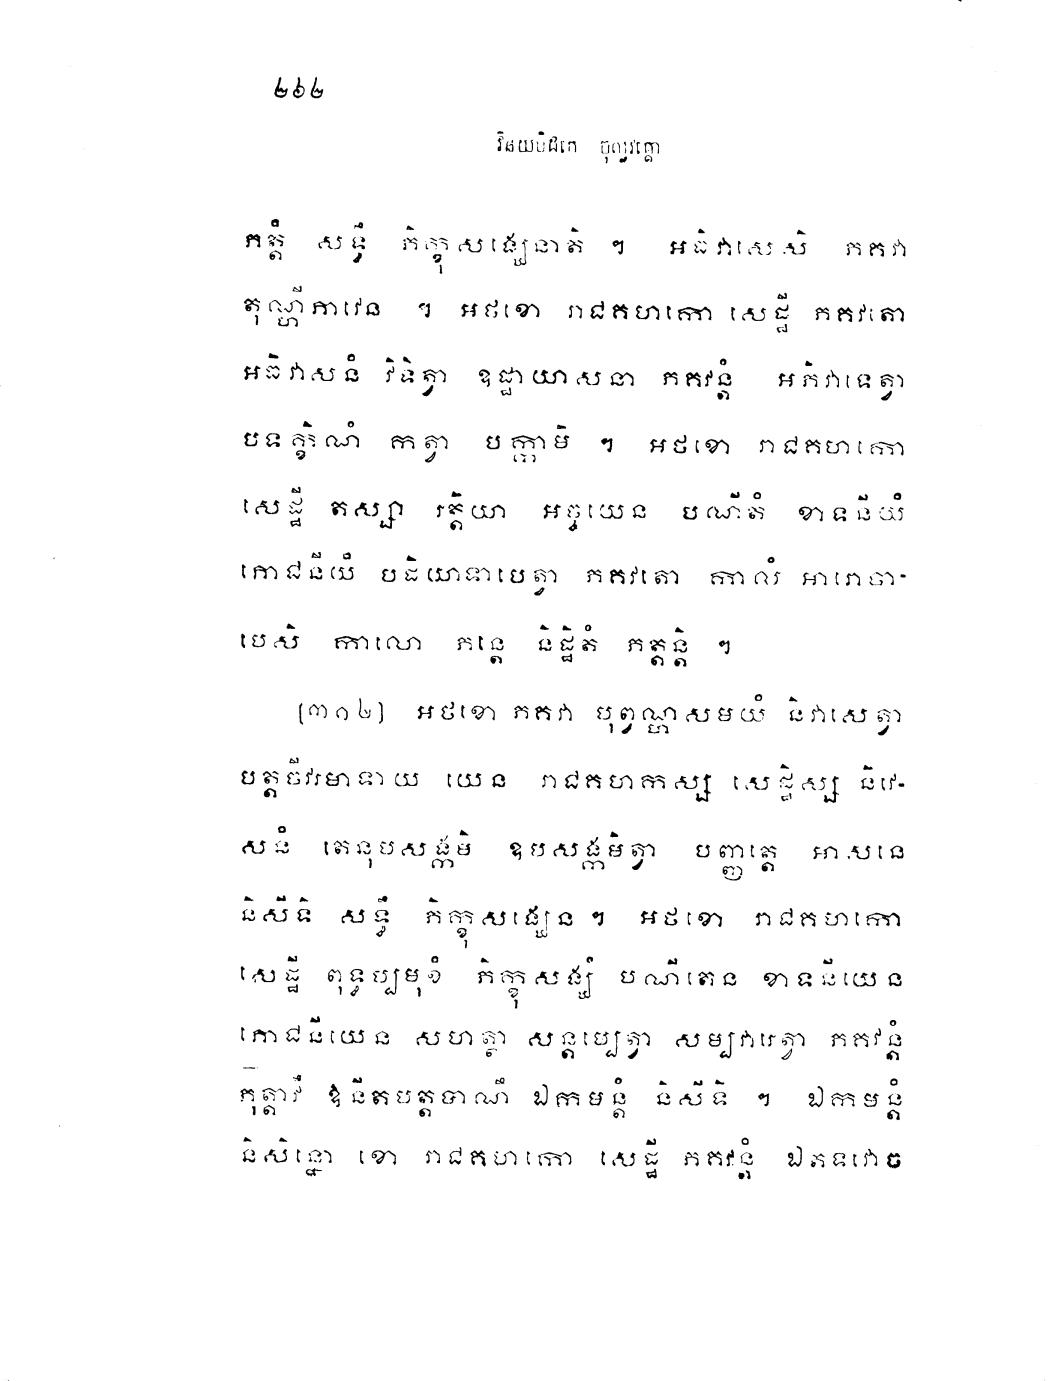 ២៦២
វិនយបិដកេ ចុល្លវគ្គោ
ភត្តំ សទ្ធឹ ភិក្ខុសង្ឃេនាតិ ។ អធិវាសេសិ ភគវា
តុណ្ហីភាវេន ។ អថខោ រាជគហកោ សេដ្ឋី ភគវតោ
អធិវាសនំ វិទិត្វា ឧដ្ឋាយាសនា ភគវន្តំ អភិវាទេត្វា
បទក្ខិណំ កត្វា បក្កាមិ ។ អថខោ រាជគហកោ
សេដ្ឋី តស្សា រត្តិយា អច្ចយេន បណីតំ ខាទនីយំ
ភោជនីយំ បដិយាទាបេត្វា ភគវតោ កាលំ អារោចា-
បេសិ កាលោ ភន្តេ និដ្ឋិតំ ភត្តន្តិ ។
[៣១២] អថខោ ភគវា បុព្វណ្ហសមយំ និវាសេត្វា
បត្តចីវរមាទាយ យេន រាជគហកស្ស សេដ្ឋិស្ស និវេ-
សនំ តេនុបសង្កមិ ឧបសង្កមិត្វា បញ្ញត្តេ អាសនេ
និសីទិ សទ្ធឹ ភិក្ខុសង្ឃេន ។ អថខោ រាជគហកោ
សេដ្ឋី ពុទ្ធប្បមុខំ ភិក្ខុសង្ឃំ បណីតេន ខាទនីយេន
ភោជនីយេន សហត្ថា សន្តប្បេត្វា សម្បវារេត្វា ភគវន្តំ
ភុត្តាវឹ ឱនីតបត្តបាណឹ ឯកមន្តំ និសីទិ ។ ឯកមន្តំ
និសិន្នោ ខោ រាជគហកោ សេដ្ឋី ភគវន្តំ ឯតទវោច